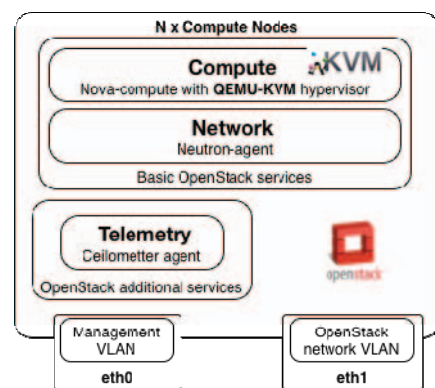 N x Compute Nodes
Compute
KVM
Nova-compute with QEMU-KVM hypervisor
Network
Neutron-agent
Basic OpenStack services
Telemetry
Ceilometer agent
OpenStack additional services
openstack
Management
VLAN
eth0
OpenStack
network VLAN
eth1